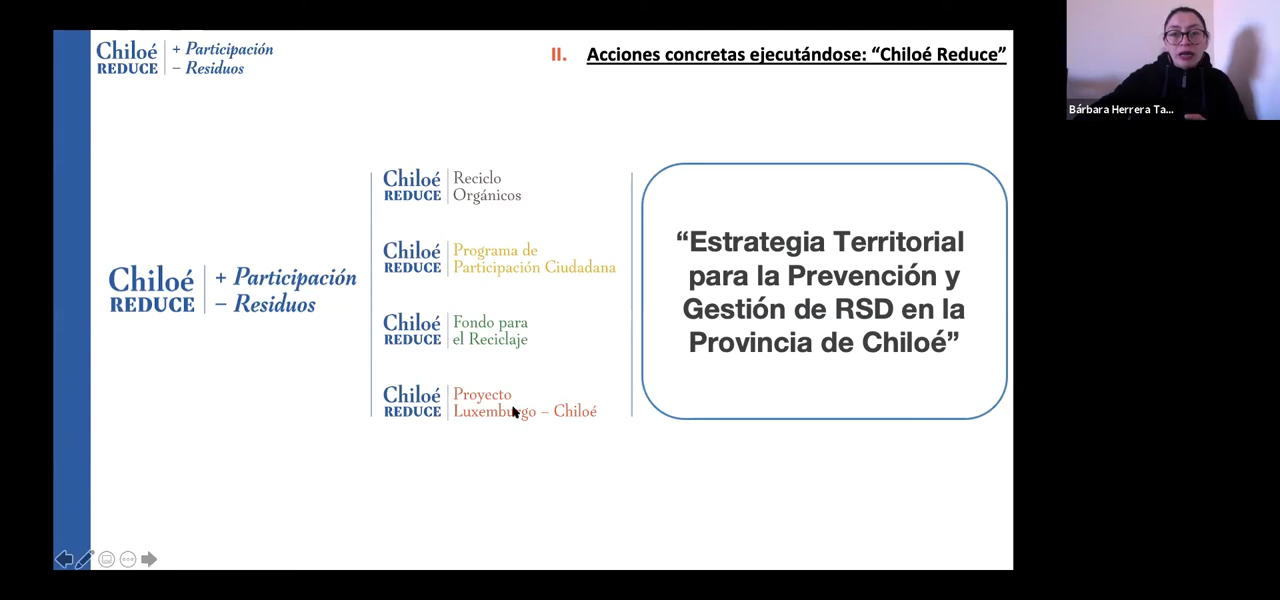 Chiloé
REDUCE
+ Participación
– Residuos
II. Acciones concretas ejecutándose: “Chiloé Reduce”
Bárbara Herrera Ta...
Chiloé
REDUCE
+ Participación
– Residuos
Chiloé
REDUCE
Reciclo
Orgánicos
Chiloé
REDUCE
Programa de
Participación Ciudadana
Chiloé
REDUCE
Fondo para
el Reciclaje
Chiloé
REDUCE
Proyecto
Luxemburgo – Chiloé
“Estrategia Territorial
para la Prevención y
Gestión de RSD en la
Provincia de Chiloé”